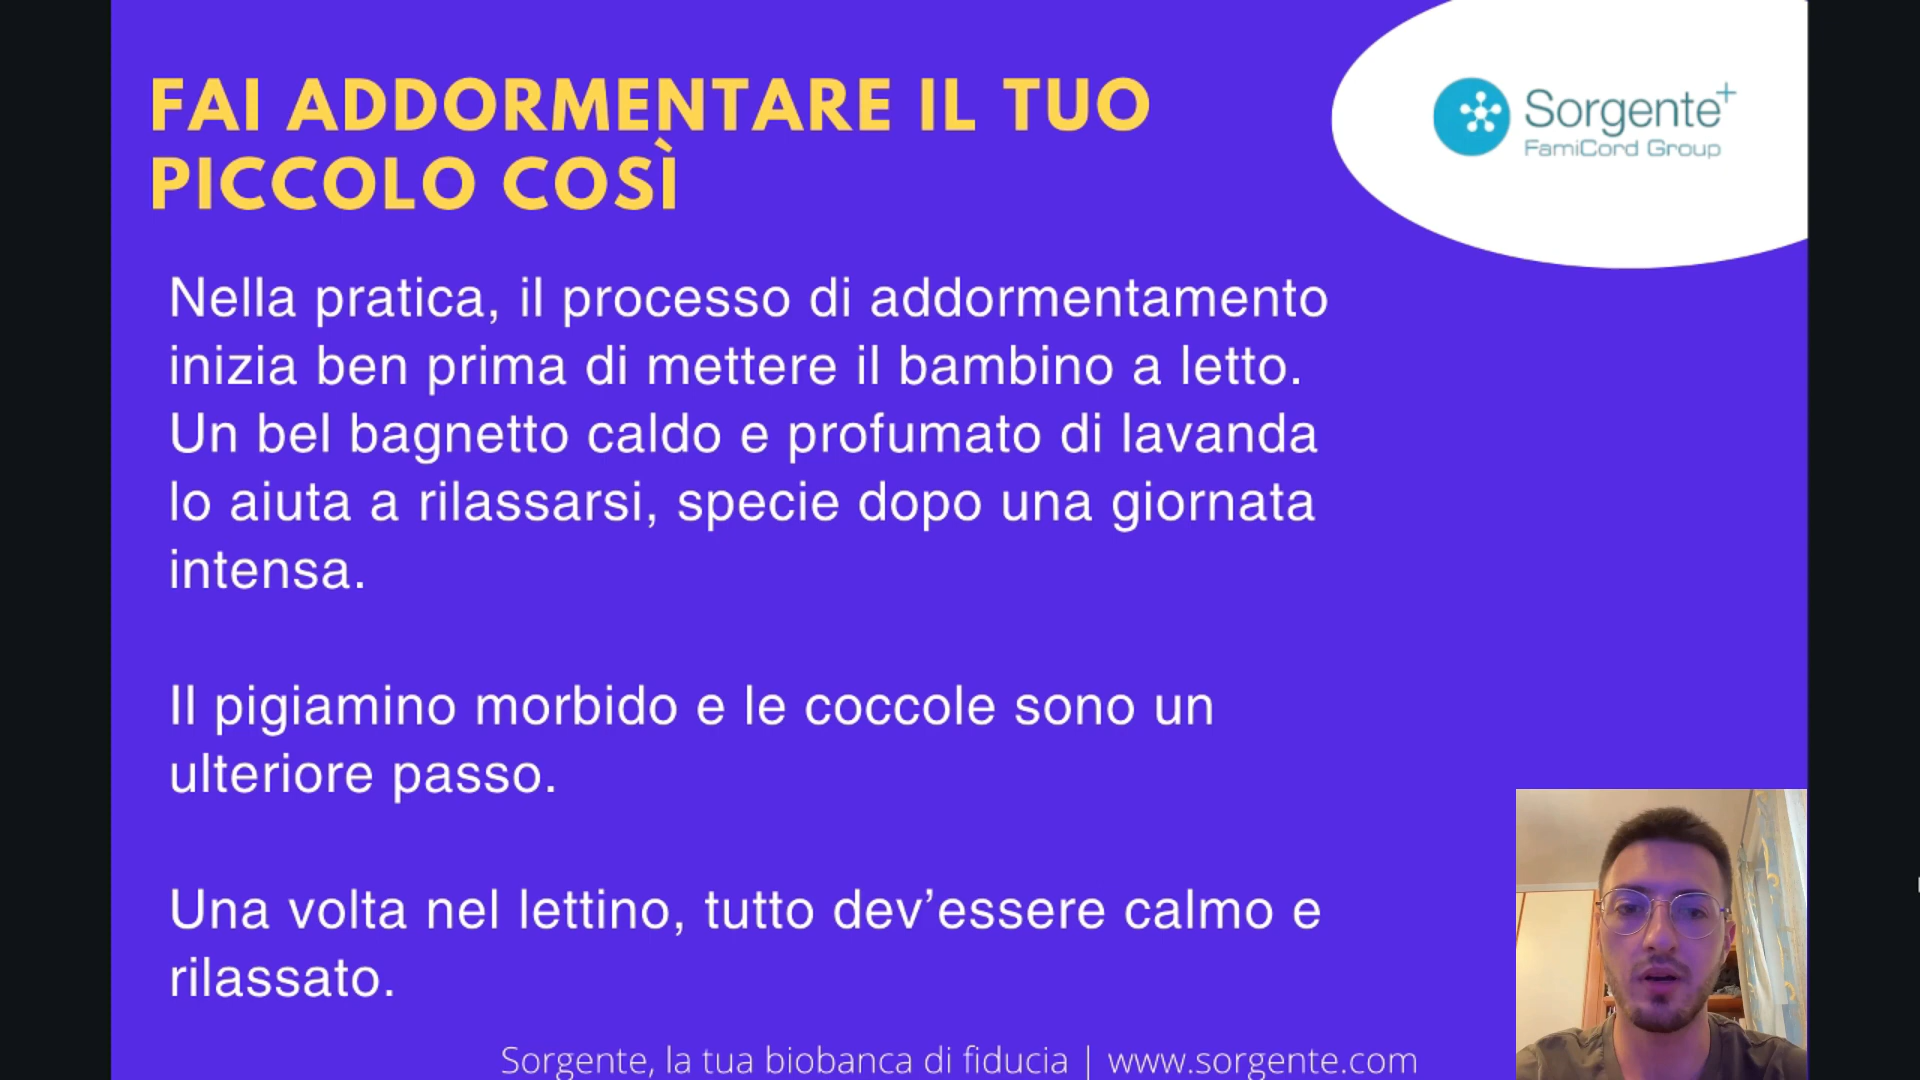 FAI ADDORMENTARE IL TUO
PICCOLO COSÌ
Sorgente+
FamiCord Group
Nella pratica, il processo di addormentamento
inizia ben prima di mettere il bambino a letto.
Un bel bagnetto caldo e profumato di lavanda
lo aiuta a rilassarsi, specie dopo una giornata
intensa.
Il pigiamino morbido e le coccole sono un
ulteriore passo.
Una volta nel lettino, tutto dev’essere calmo e
rilassato.
Sorgente, la tua biobanca di fiducia | www.sorgente.com